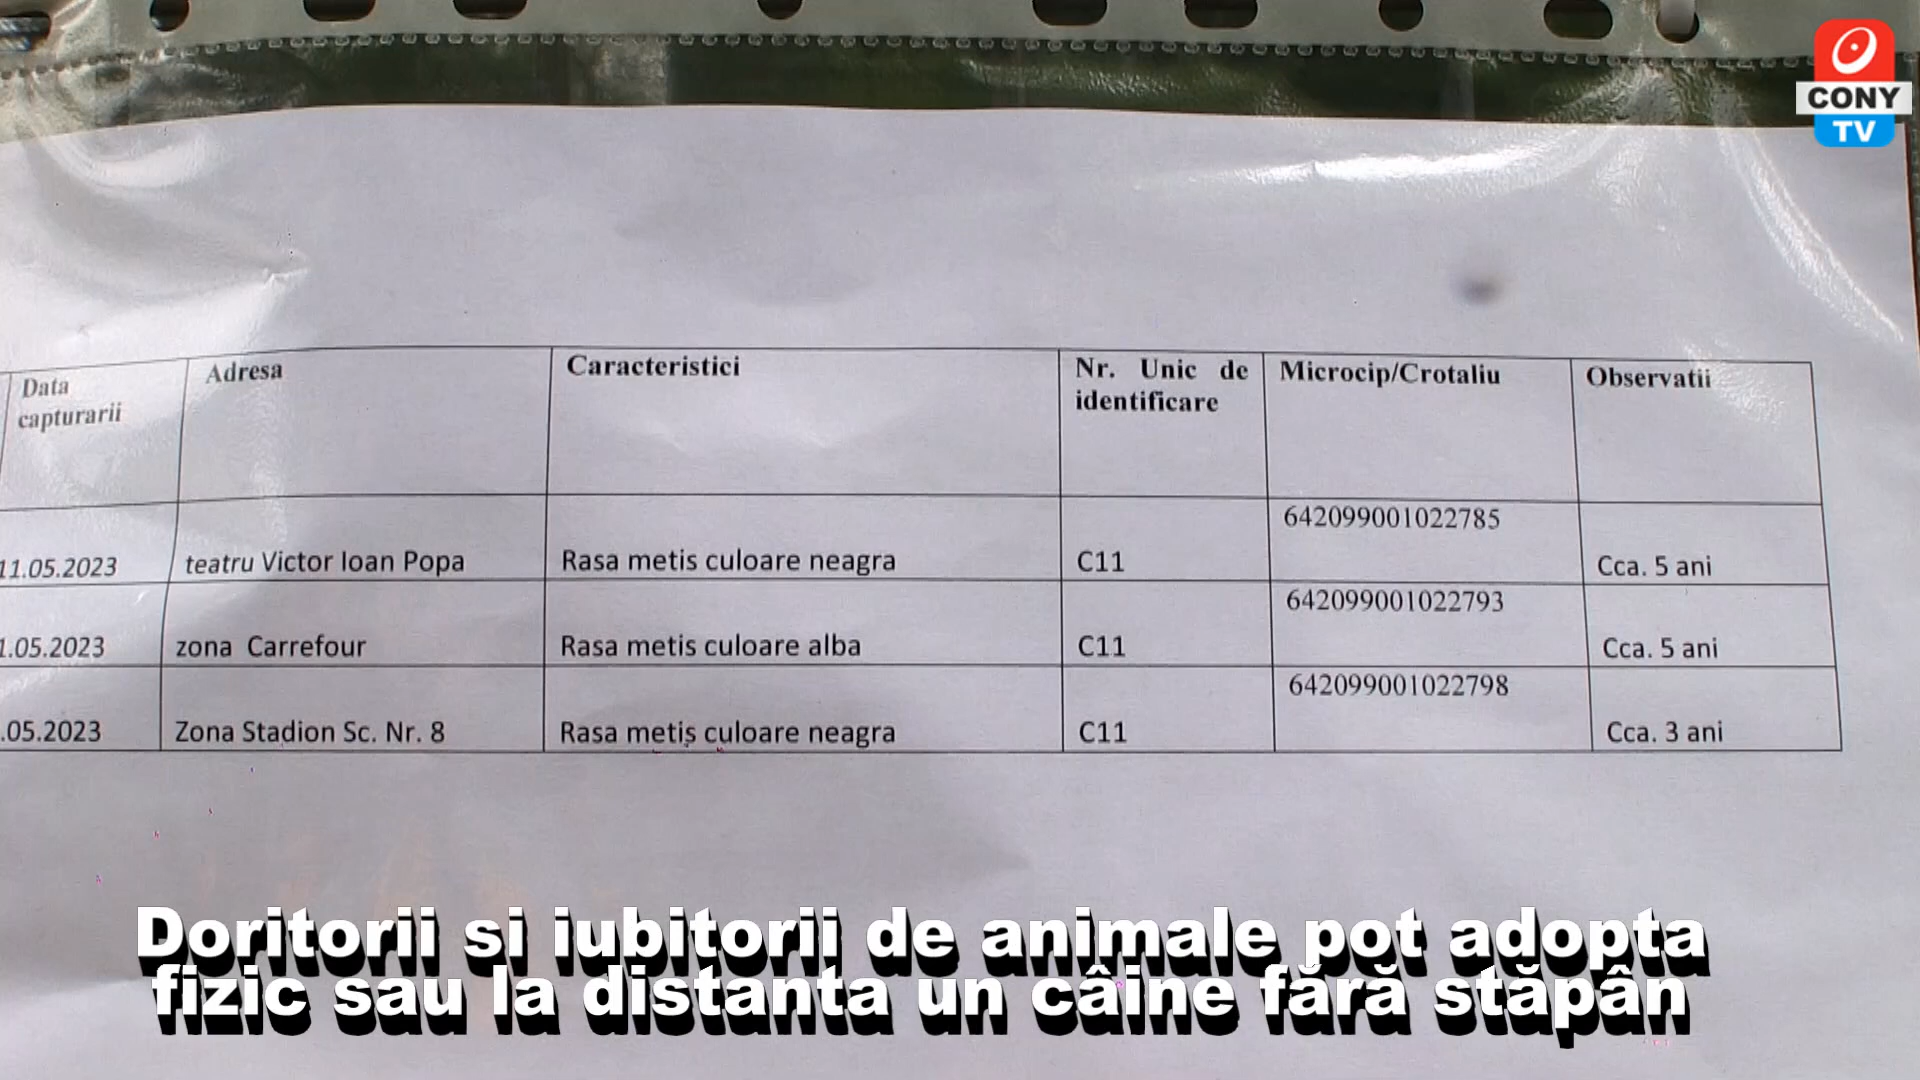 CONY
TV
Data capturarii
Adresa
Caracteristici
Nr. Unic de identificare
Microcip/Crotaliu
Observatii
11.05.2023 teatru Victor Ioan Popa Rasa metis culoare neagra C11 642099001022785 Cca. 5 ani
1.05.2023 zona Carrefour Rasa metis culoare alba C11 642099001022793 Cca. 5 ani
.05.2023 Zona Stadion Sc. Nr. 8 Rasa metis culoare neagra C11 642099001022798 Cca. 3 ani
Doritorii si iubitorii de animale pot adopta
fizic sau la distanta un câine fără stăpân